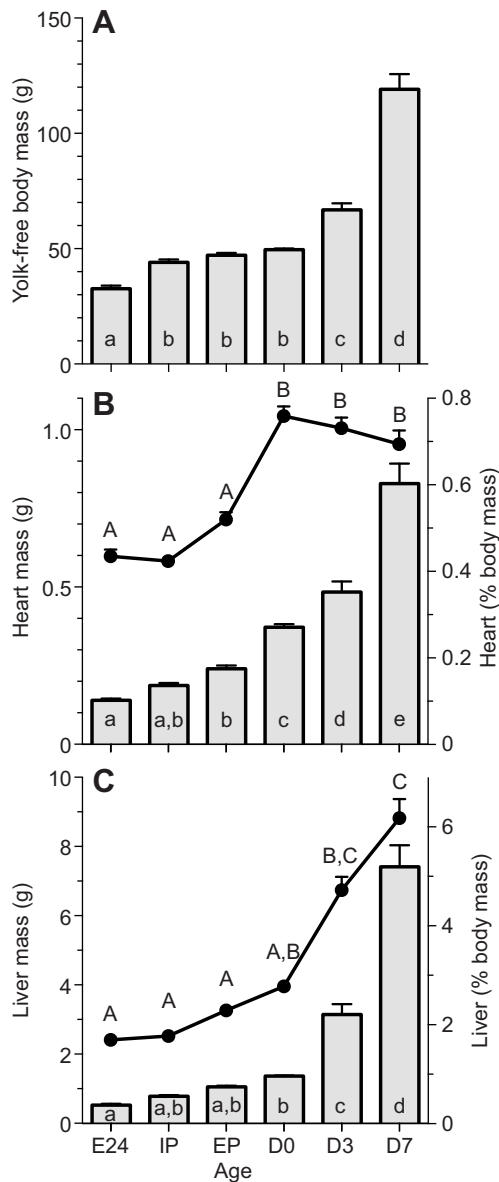 A
Yolk-free body mass (g)
150
100
50
0
a b b b c d
B
Heart mass (g)
1.0
0.5
0
Heart (% body mass)
0.8
0.6
0.4
0.2
0
A A A B B B
a a,b b c d e
C
Liver mass (g)
10
8
6
4
2
0
Liver (% body mass)
6
4
2
0
A A A A,B B,C C
a a,b a,b b c d
E24 IP EP D0 D3 D7
Age